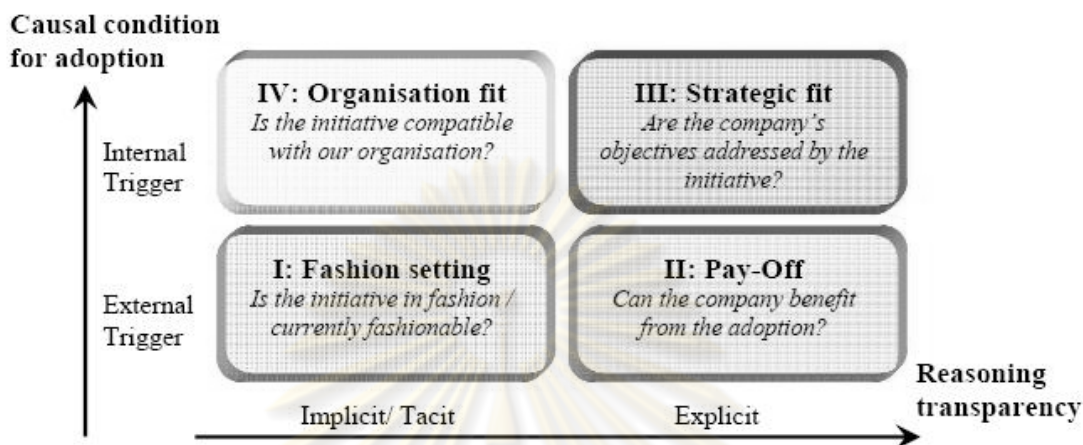 Causal condition
for adoption
IV: Organisation fit
Is the initiative compatible
with our organisation?
III: Strategic fit
Are the company's
objectives addressed by the
initiative?
Internal
Trigger
I: Fashion setting
Is the initiative in fashion /
currently fashionable?
II: Pay-Off
Can the company benefit
from the adoption?
External
Trigger
Reasoning
transparency
Implicit/ Tacit
Explicit